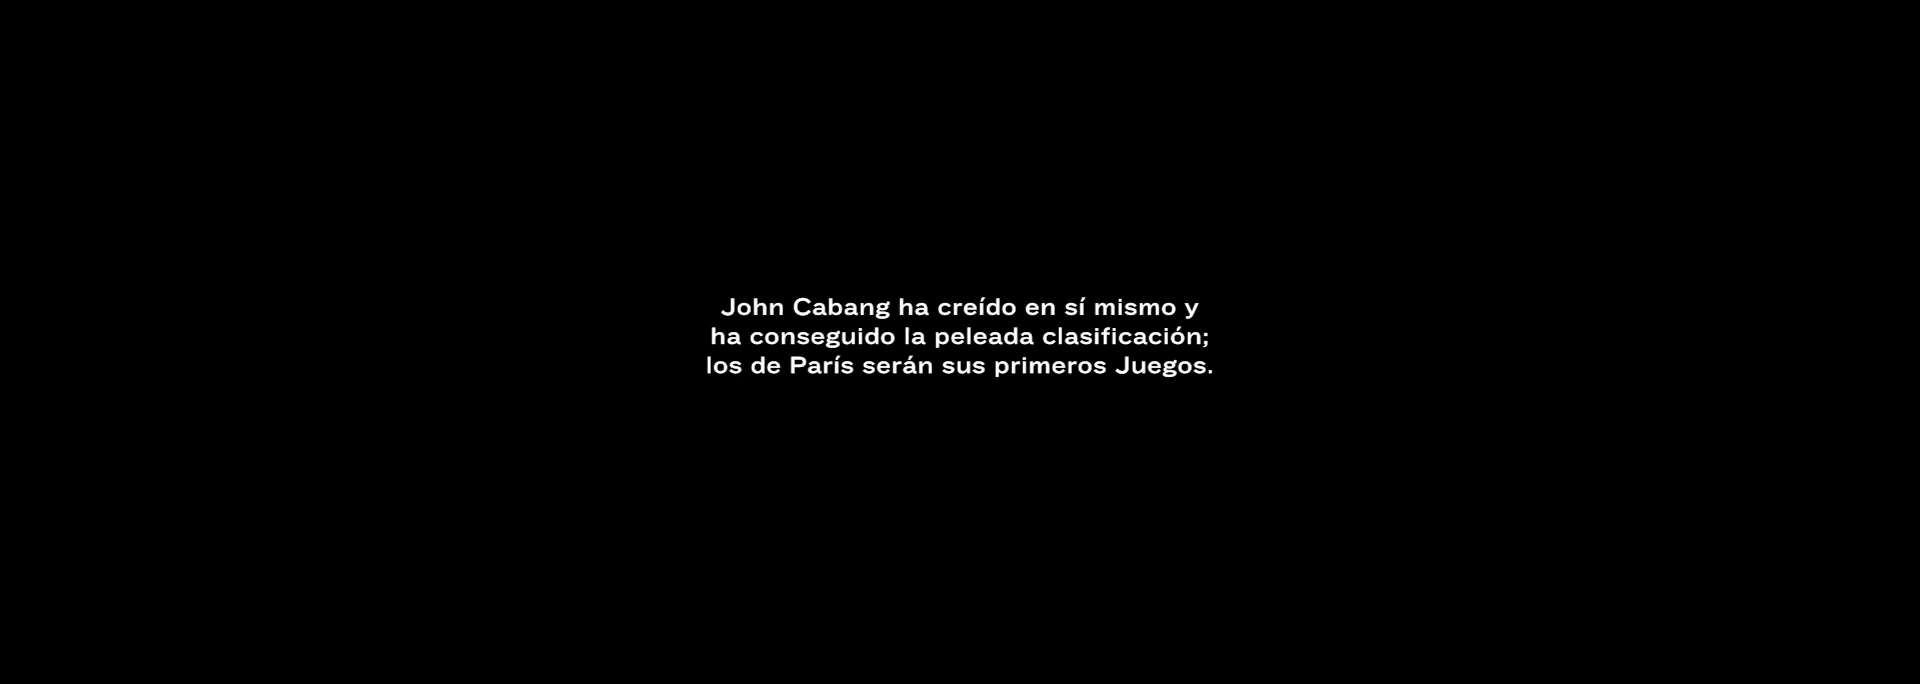 John Cabang ha creído en sí mismo y
ha conseguido la peleada clasificación;
los de París serán sus primeros Juegos.